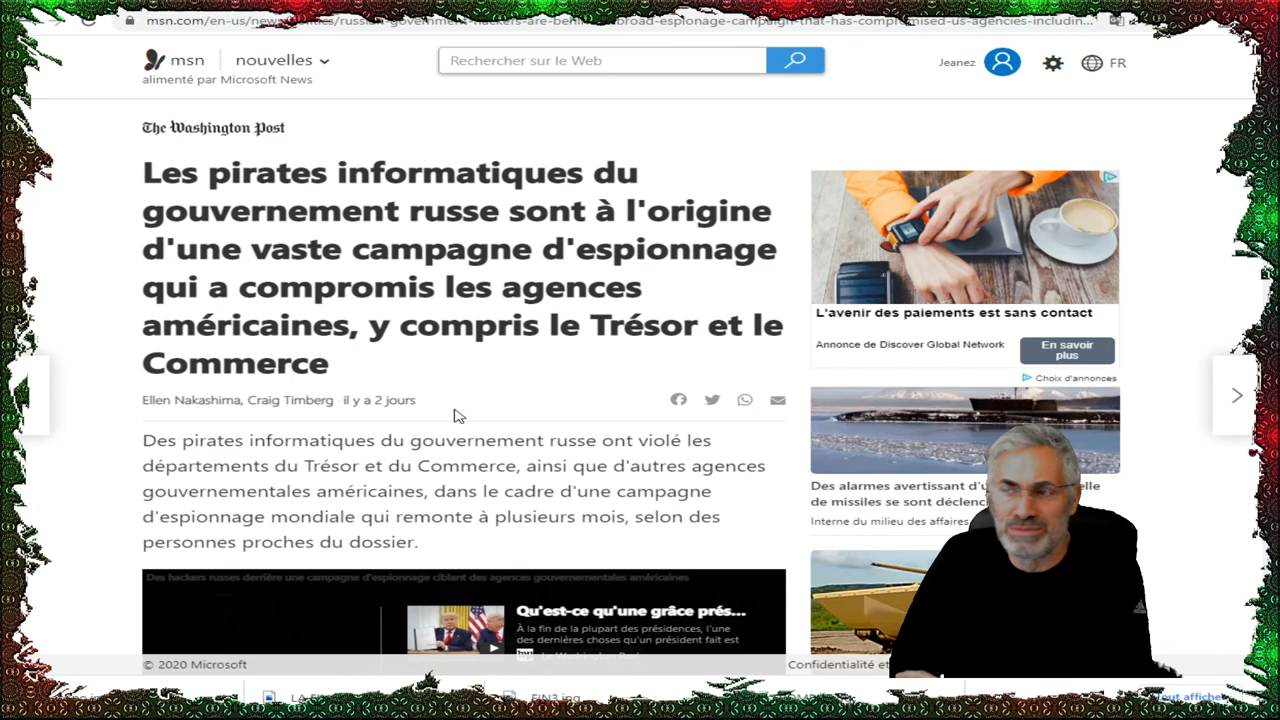 msn.com/en-us/news/politics/russian-government-hackers-are-behind-a-broad-espionage-campaign-that-has-compromised-us-agencies-includin...
msn nouvelles
alimenté par Microsoft News
Rechercher sur le Web
Jeanez
FR
The Washington Post
Les pirates informatiques du
gouvernement russe sont à l'origine
d'une vaste campagne d'espionnage
qui a compromis les agences
américaines, y compris le Trésor et le
Commerce
Ellen Nakashima, Craig Timberg · il y a 2 jours
Des pirates informatiques du gouvernement russe ont violé les
départements du Trésor et du Commerce, ainsi que d'autres agences
gouvernementales américaines, dans le cadre d'une campagne
d'espionnage mondiale qui remonte à plusieurs mois, selon des
personnes proches du dossier.
Des hackers russes derrière une campagne d'espionnage ciblant des agences gouvernementales américaines
Qu'est-ce qu'une grâce prés...
À la fin de la plupart des présidences, l'une
des dernières choses qu'un président fait est
L'avenir des paiements est sans contact
Annonce de Discover Global Network
En savoir
plus
Choix d'annonces
Des alarmes avertissant d'u elle
de missiles se sont déclenc
Interne du milieu des affaires
© 2020 Microsoft
Confidentialité et
FIN3.jpg
Tout affiche